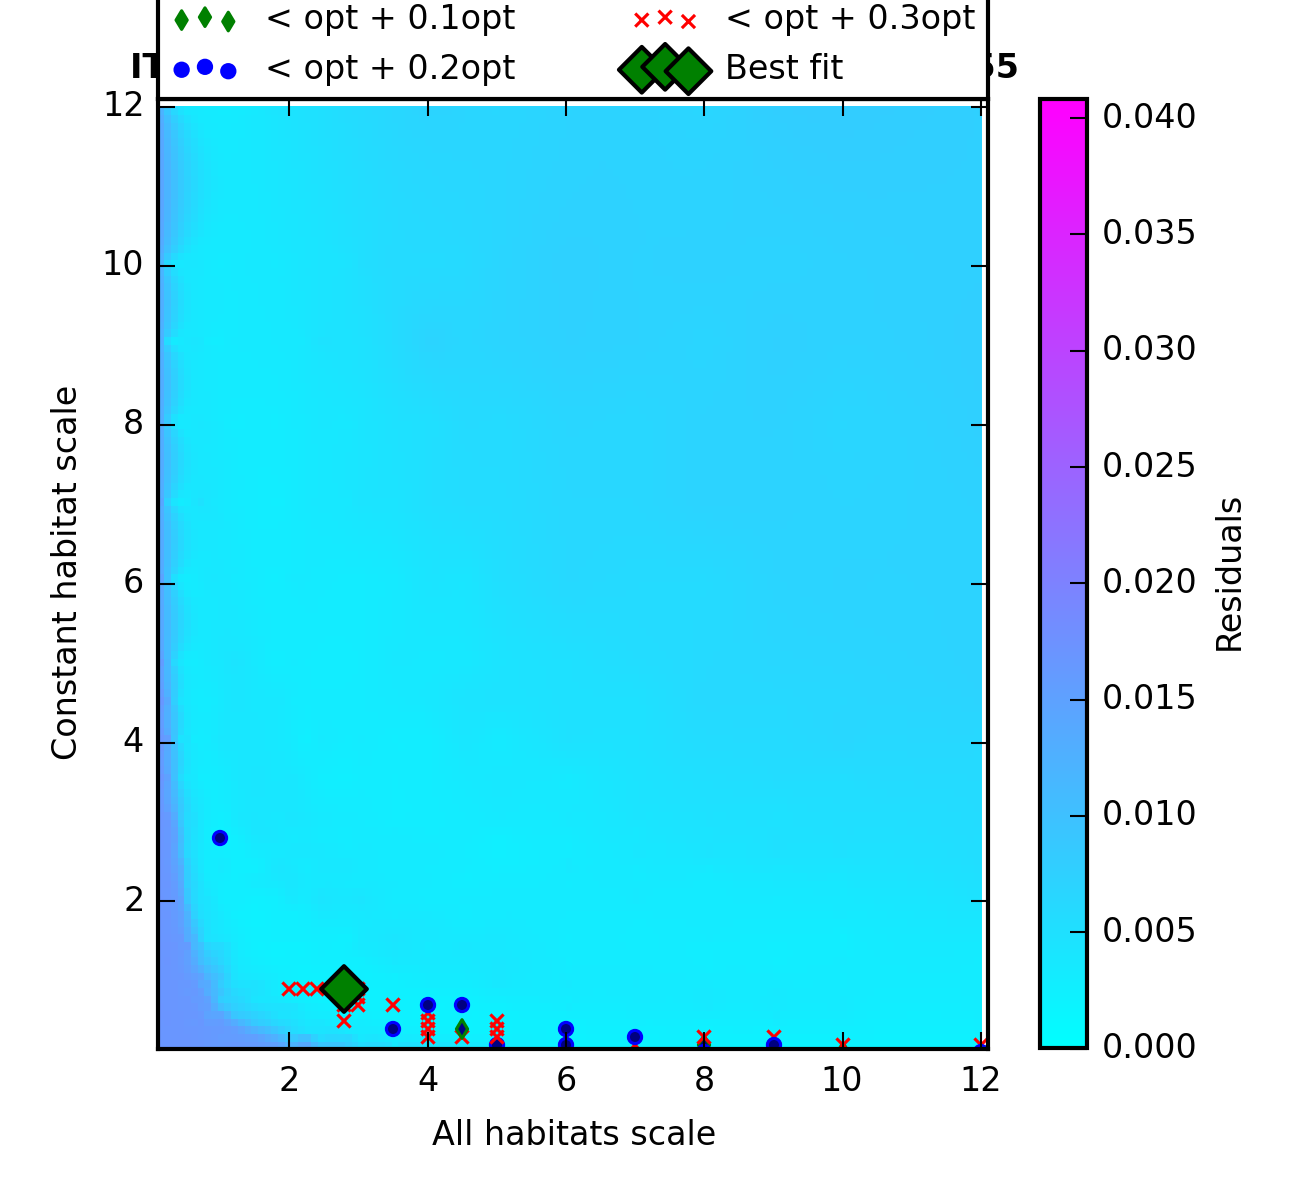 < opt + 0.1opt < opt + 0.3opt
< opt + 0.2opt Best fit
12
10
8
6
4
2
2 4 6 8 10 12
All habitats scale
Constant habitat scale
0.040
0.035
0.030
0.025
0.020
0.015
0.010
0.005
0.000
Residuals